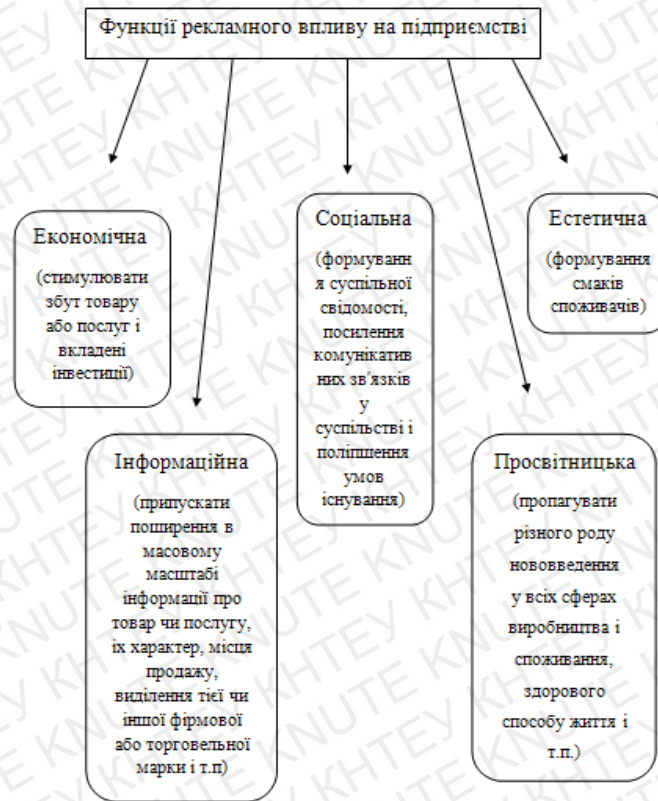 Функції рекламного впливу на підприємстві
Економічна
(стимулювати
збут товару
або послуг і
вкладені
інвестиції)
Інформаційна
(припускати
поширення в
масовому
масштабі
інформації про
товар чи послугу,
їх характер, місця
продажу,
виділення тієї чи
іншої фірмової
або торговельної
марки і т.п)
Соціальна
(формуванн
я суспільної
свідомості,
посилення
комунікатив
них зв'язків
у
суспільстві і
поліпшення
умов
існування)
Просвітницька
(пропагувати
різного роду
нововведення
у всіх сферах
виробництва і
споживання,
здорового
способу життя і
т.п.)
Естетична
(формування
смаків
споживачів)